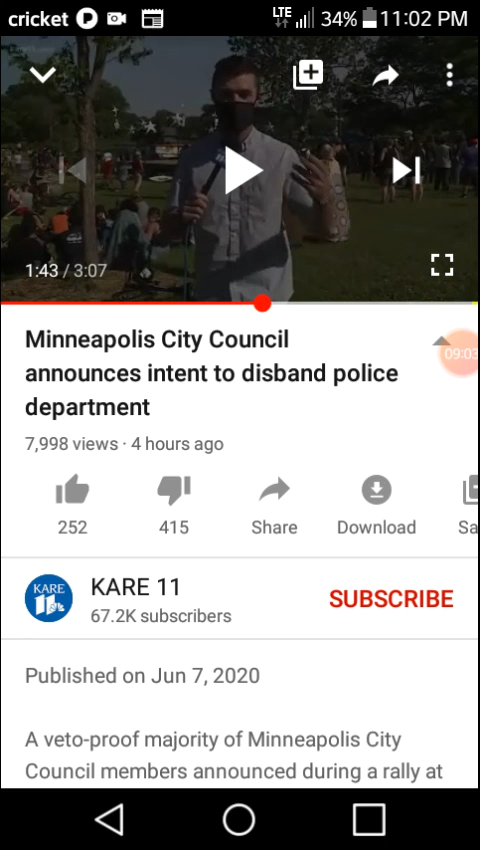 cricket LTE 34% 11:02 PM
1:43 / 3:07
Minneapolis City Council
announces intent to disband police
department
09:03
7,998 views · 4 hours ago
252 415 Share Download Sa
KARE 11
KARE 11
67.2K subscribers
SUBSCRIBE
Published on Jun 7, 2020
A veto-proof majority of Minneapolis City
Council members announced during a rally at